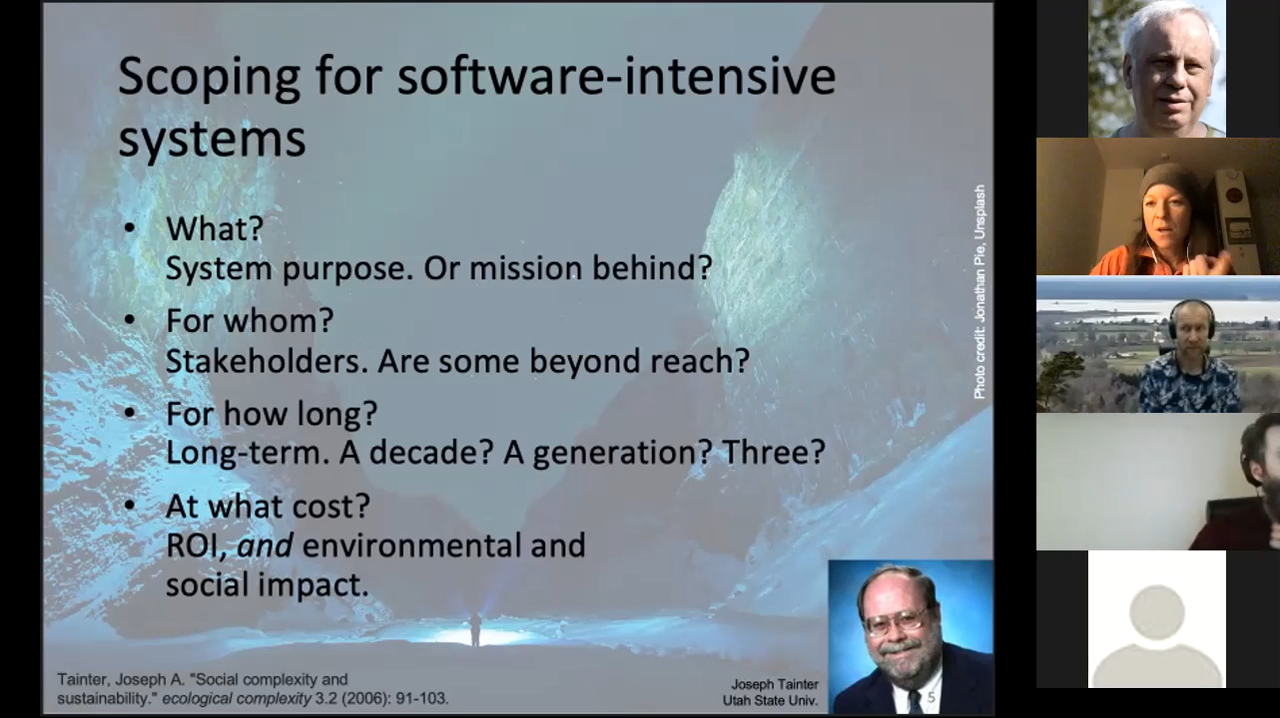 Scoping for software-intensive
systems
• What?
System purpose. Or mission behind?
• For whom?
Stakeholders. Are some beyond reach?
• For how long?
Long-term. A decade? A generation? Three?
• At what cost?
ROI, and environmental and
social impact.
Photo credit: Jonathan Pie, Unsplash
Tainter, Joseph A. "Social complexity and
sustainability." ecological complexity 3.2 (2006): 91-103.
Joseph Tainter
Utah State Univ.
5